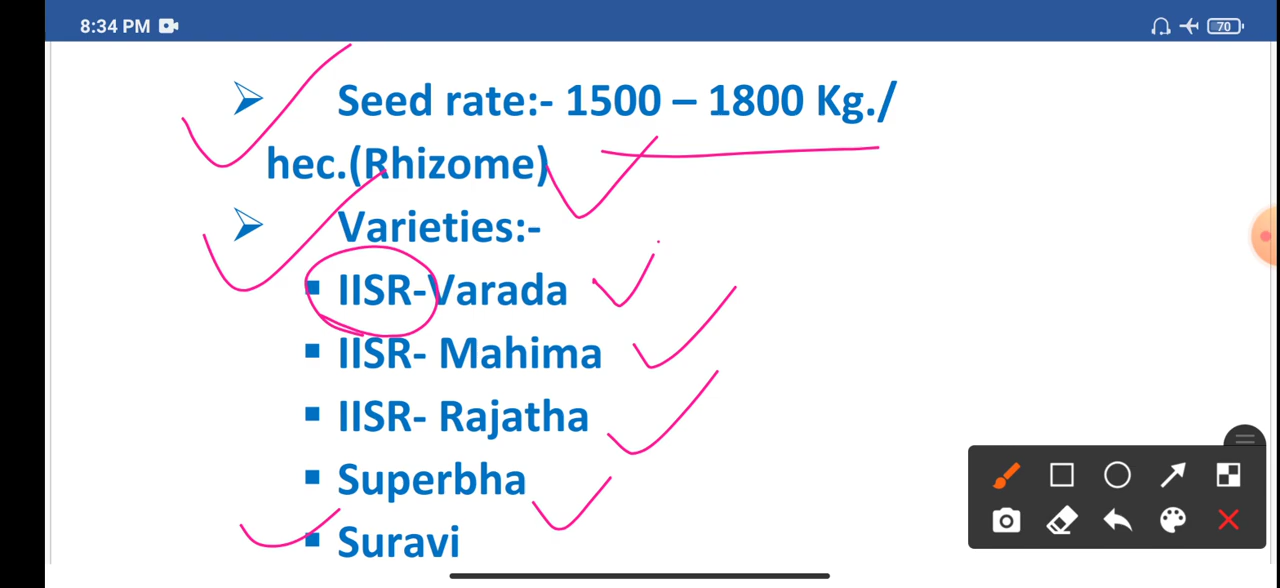 8:34 PM
70
Seed rate:- 1500 – 1800 Kg./
hec.(Rhizome)
Varieties:-
IISR-Varada
IISR- Mahima
IISR- Rajatha
Superbha
Suravi